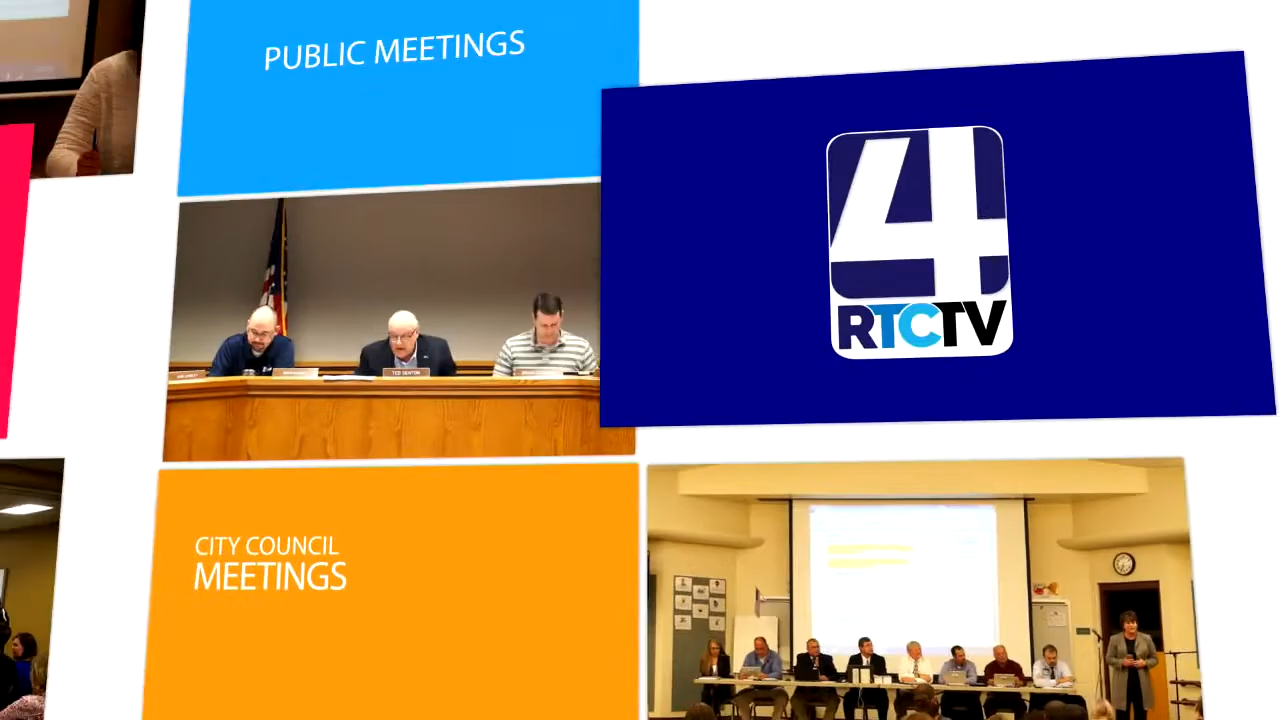 PUBLIC MEETINGS
4
RTCTV
TED DENTON
CITY COUNCIL
MEETINGS